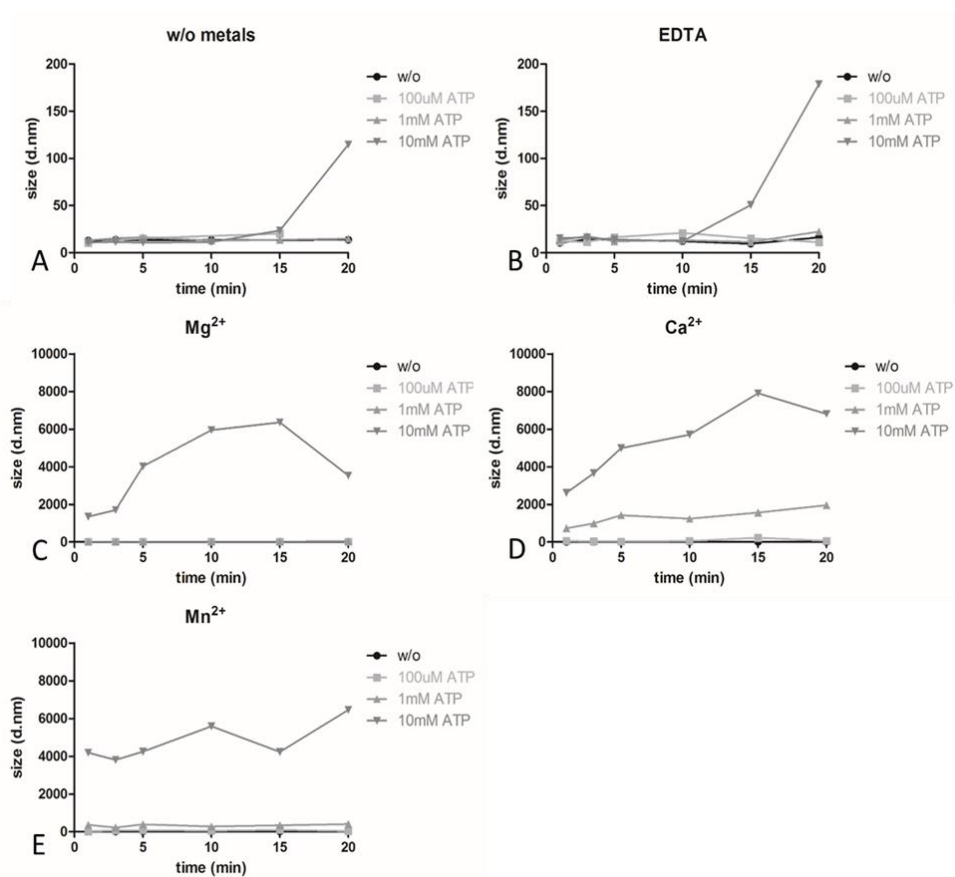 w/o metals
200
150
100
50
0
size (d.nm)
0 5 10 15 20
time (min)
w/o
100uM ATP
1mM ATP
10mM ATP
A
EDTA
200
150
100
50
0
size (d.nm)
0 5 10 15 20
time (min)
w/o
100uM ATP
1mM ATP
10mM ATP
B
Mg2+
10000
8000
6000
4000
2000
0
size (d.nm)
0 5 10 15 20
time (min)
w/o
100uM ATP
1mM ATP
10mM ATP
C
Ca2+
10000
8000
6000
4000
2000
0
size (d.nm)
0 5 10 15 20
time (min)
w/o
100uM ATP
1mM ATP
10mM ATP
D
Mn2+
10000
8000
6000
4000
2000
0
size (d.nm)
0 5 10 15 20
time (min)
w/o
100uM ATP
1mM ATP
10mM ATP
E